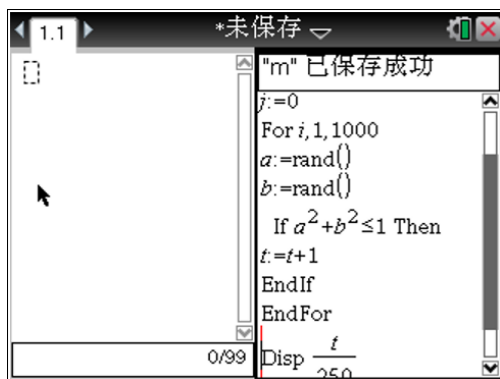 1.1
*未保存
"m" 已保存成功
j:=0
For i,1,1000
a:=rand()
b:=rand()
If a²+b²≤1 Then
t:=t+1
EndIf
EndFor
Disp t/250
0/99